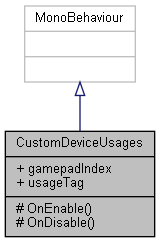 MonoBehaviour
CustomDeviceUsages
+ gamepadIndex
+ usageTag
# OnEnable()
# OnDisable()